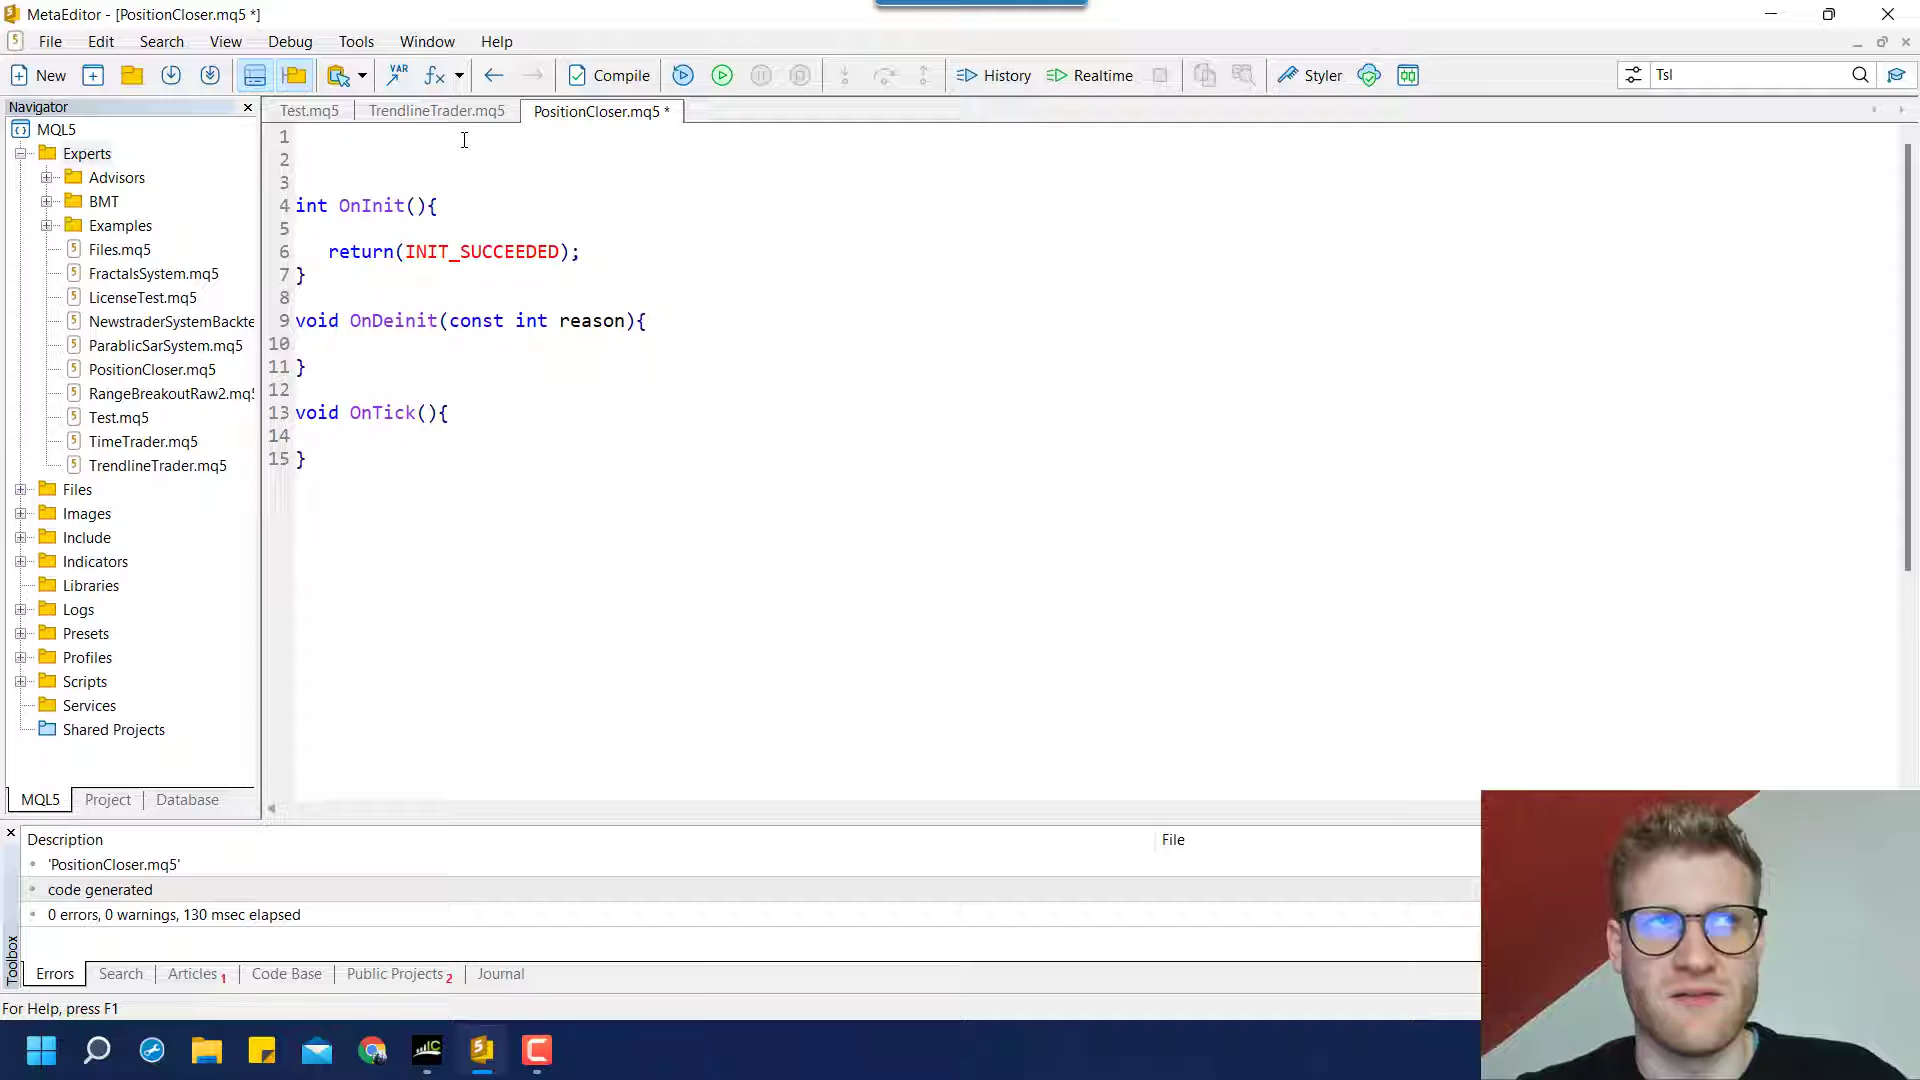 MetaEditor - [PositionCloser.mq5 *]
File Edit Search View Debug Tools Window Help
New VAR fx Compile History Realtime Styler Tsl
Navigator
Test.mq5 TrendlineTrader.mq5 PositionCloser.mq5 *
MQL5
Experts
Advisors
BMT
Examples
Files.mq5
FractalsSystem.mq5
LicenseTest.mq5
NewstraderSystemBackte
ParablicSarSystem.mq5
PositionCloser.mq5
RangeBreakoutRaw2.mq5
Test.mq5
TimeTrader.mq5
TrendlineTrader.mq5
Files
Images
Include
Indicators
Libraries
Logs
Presets
Profiles
Scripts
Services
Shared Projects
MQL5 Project Database
1
2
3
4 int OnInit(){
5
6 return(INIT_SUCCEEDED);
7 }
8
9 void OnDeinit(const int reason){
10
11 }
12
13 void OnTick(){
14
15 }
Description File
'PositionCloser.mq5'
code generated
0 errors, 0 warnings, 130 msec elapsed
Toolbox
Errors Search Articles 1 Code Base Public Projects 2 Journal
For Help, press F1
IC